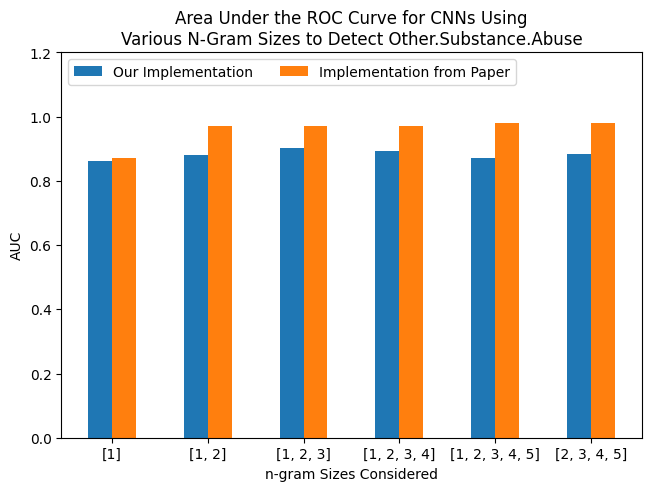 Area Under the ROC Curve for CNNs Using
Various N-Gram Sizes to Detect Other.Substance.Abuse
Our Implementation
Implementation from Paper
1.2
1.0
0.8
0.6
0.4
0.2
0.0
AUC
[1]
[1, 2]
[1, 2, 3]
[1, 2, 3, 4]
[1, 2, 3, 4, 5]
[2, 3, 4, 5]
n-gram Sizes Considered